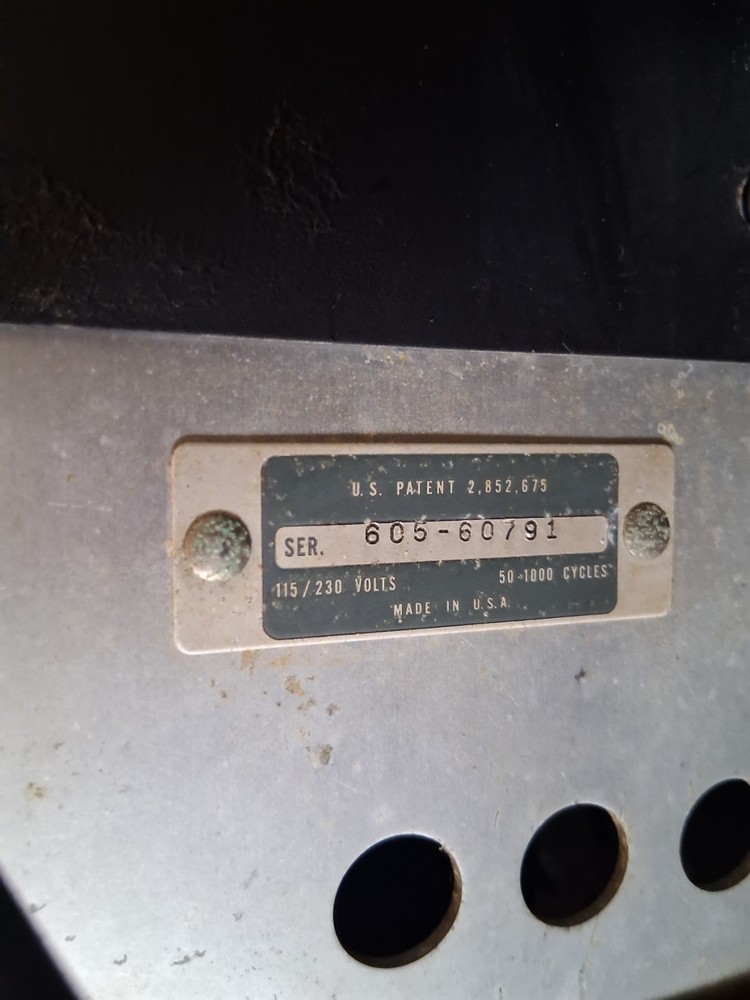 U.S. PATENT 2,852,675
SER. 605-60791
115/230 VOLTS 50-1000 CYCLES
MADE IN U.S.A.